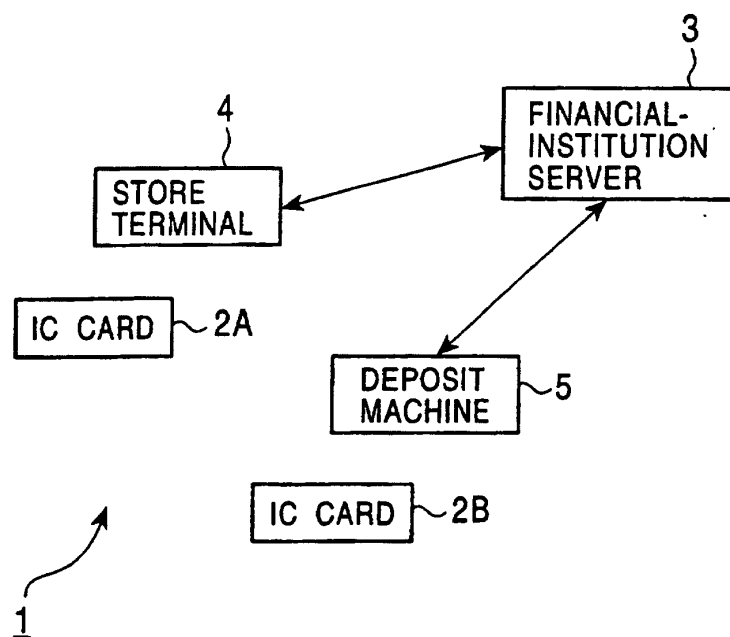 3
FINANCIAL-
INSTITUTION
SERVER
4
STORE
TERMINAL
IC CARD
2A
DEPOSIT
MACHINE
5
IC CARD
2B
1